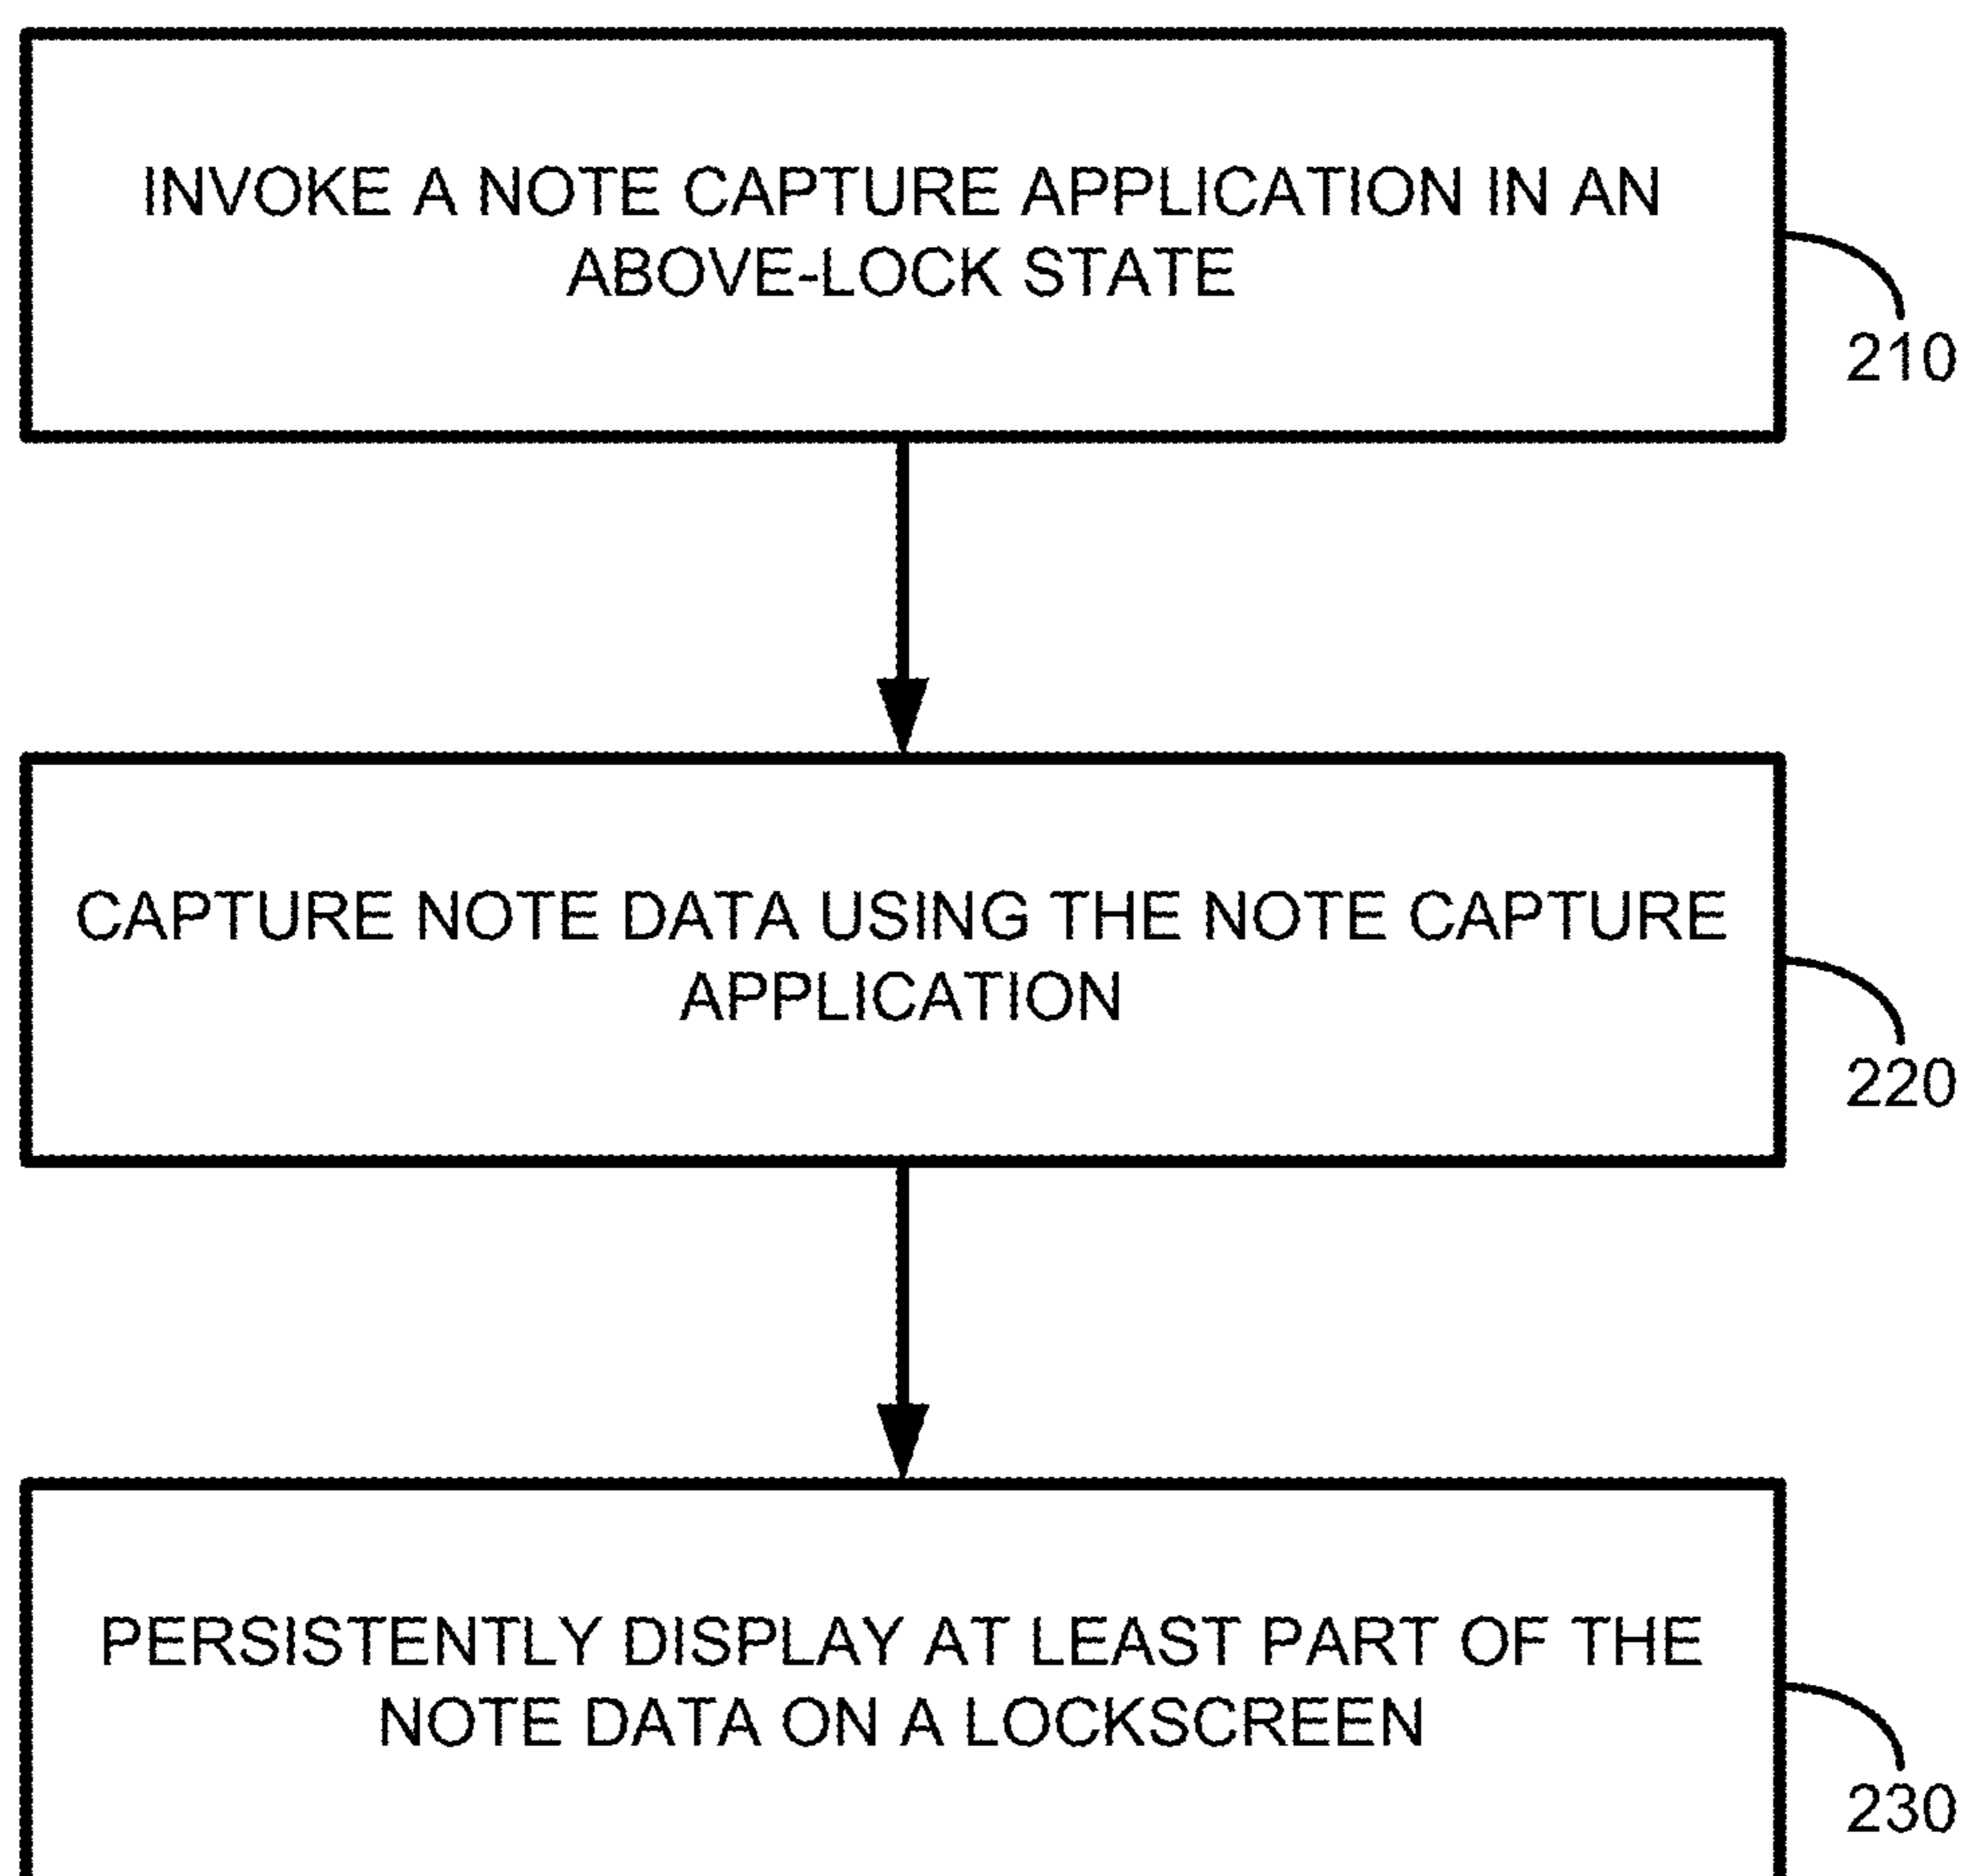 INVOKE A NOTE CAPTURE APPLICATION IN AN
ABOVE-LOCK STATE
210
CAPTURE NOTE DATA USING THE NOTE CAPTURE
APPLICATION
220
PERSISTENTLY DISPLAY AT LEAST PART OF THE
NOTE DATA ON A LOCKSCREEN
230